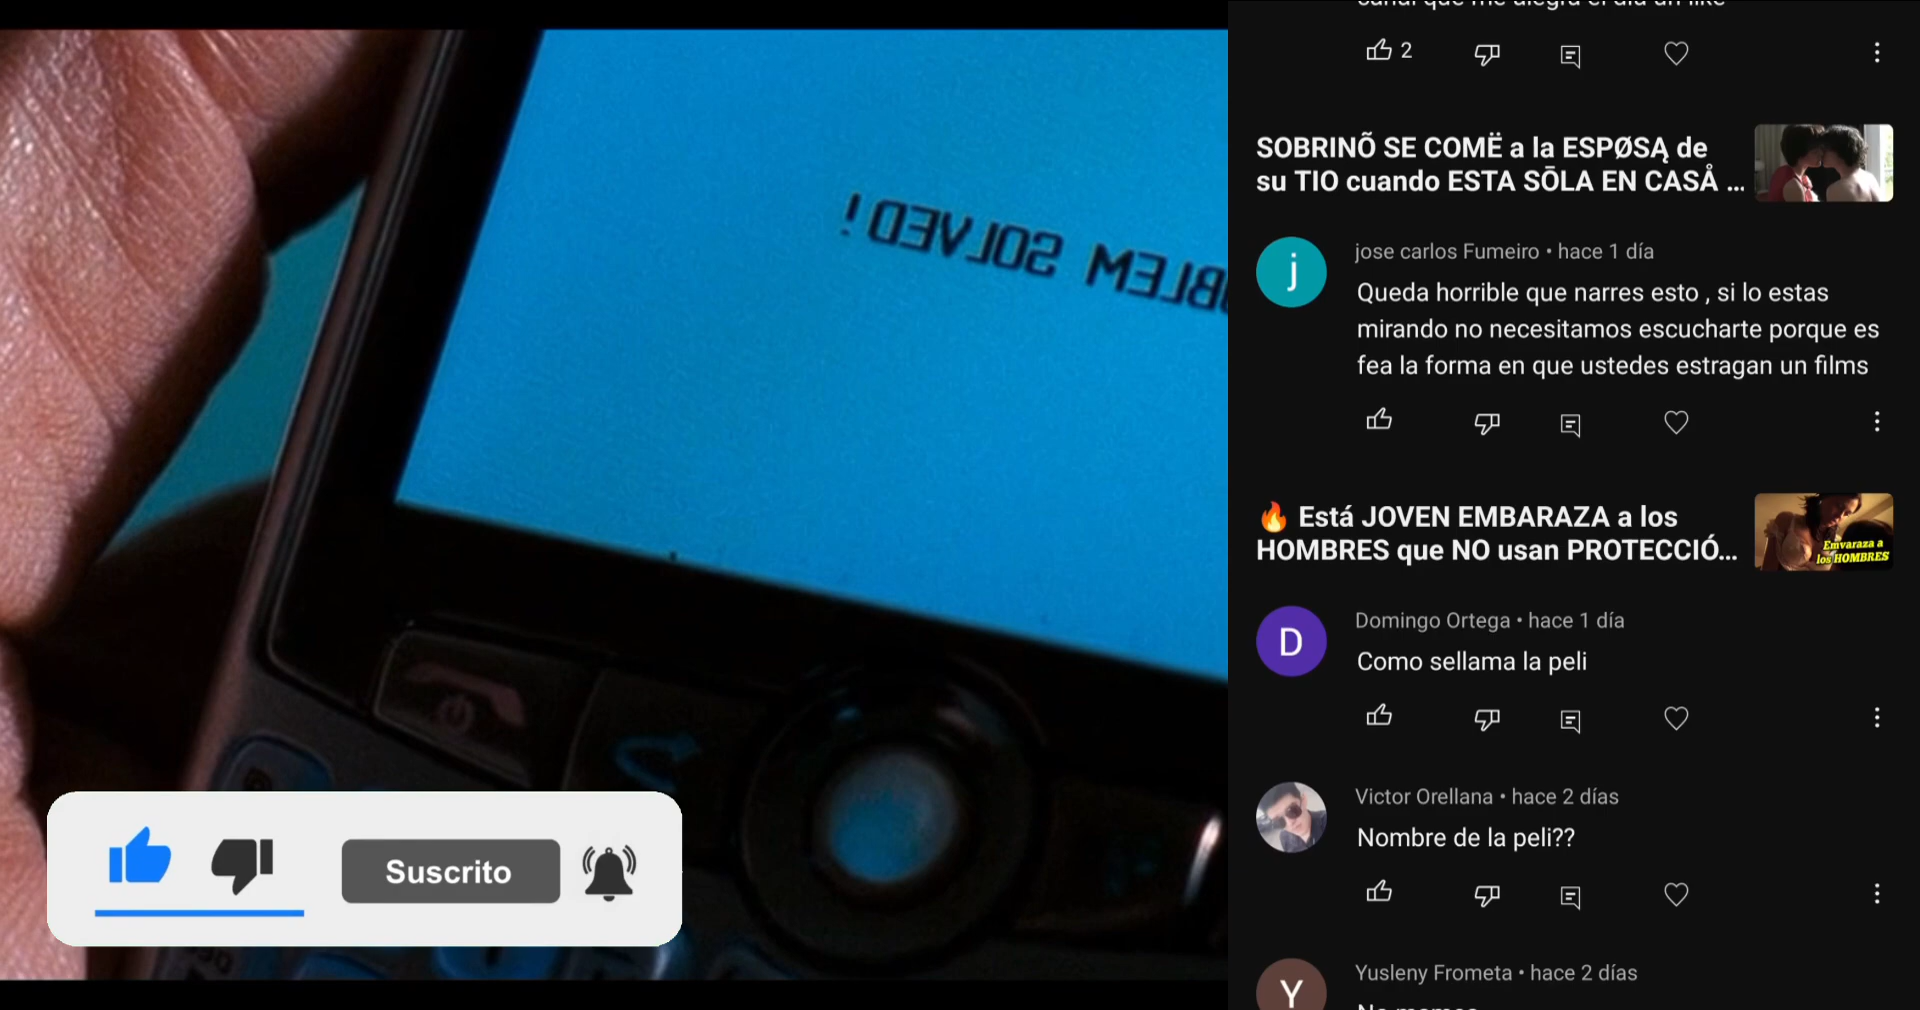 BLEM SOLVED!
Suscrito
2
SOBRINÕ SE COMË a la ESPØSĄ de
su TIO cuando ESTA SŌLA EN CASÅ ...
j
jose carlos Fumeiro • hace 1 día
Queda horrible que narres esto , si lo estas
mirando no necesitamos escucharte porque es
fea la forma en que ustedes estragan un films
🔥 Está JOVEN EMBARAZA a los
HOMBRES que NO usan PROTECCIÓ...
Emvaraza a
los HOMBRES
D
Domingo Ortega • hace 1 día
Como sellama la peli
Victor Orellana • hace 2 días
Nombre de la peli??
Y
Yusleny Frometa • hace 2 días